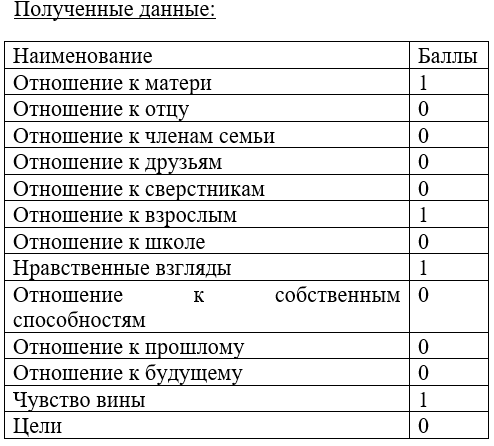 Полученные данные:
Наименование Баллы
Отношение к матери 1
Отношение к отцу 0
Отношение к членам семьи 0
Отношение к друзьям 0
Отношение к сверстникам 0
Отношение к взрослым 1
Отношение к школе 0
Нравственные взгляды 1
Отношение к собственным 0
способностям
Отношение к прошлому 0
Отношение к будущему 0
Чувство вины 1
Цели 0